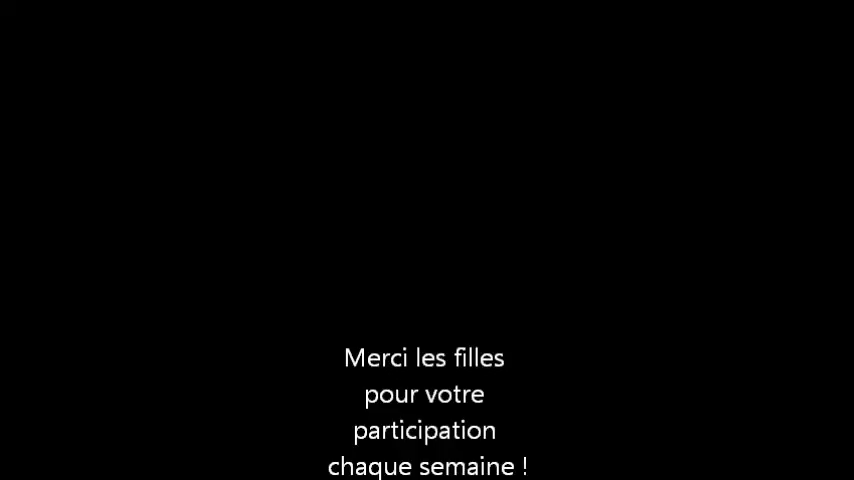 Merci les filles
pour votre
participation
chaque semaine !